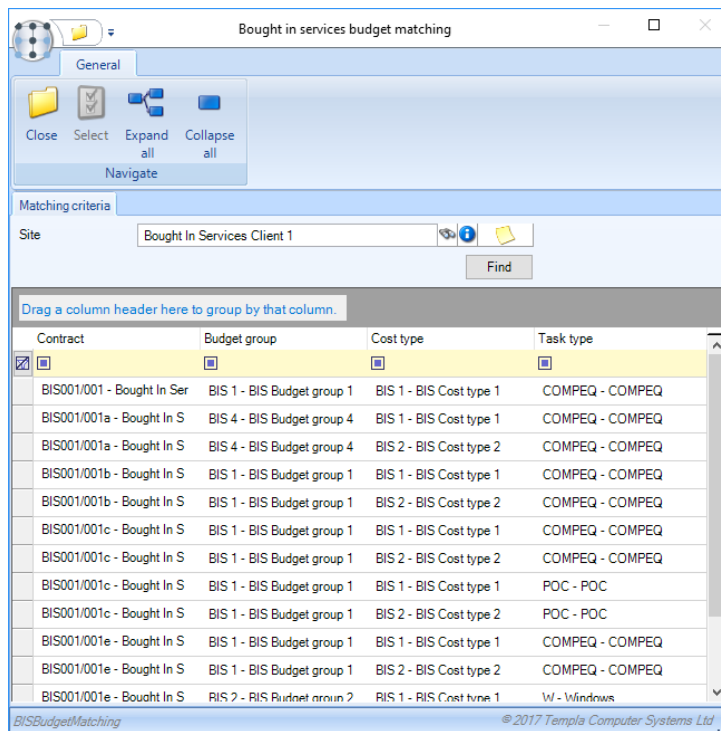 Bought in services budget matching
General
Close Select Expand all Collapse all
Navigate
Matching criteria
Site Bought In Services Client 1
Find
Drag a column header here to group by that column.
Contract Budget group Cost type Task type
BIS001/001 - Bought In Ser BIS 1 - BIS Budget group 1 BIS 1 - BIS Cost type 1 COMPEQ - COMPEQ
BIS001/001a - Bought In S BIS 4 - BIS Budget group 4 BIS 1 - BIS Cost type 1 COMPEQ - COMPEQ
BIS001/001a - Bought In S BIS 4 - BIS Budget group 4 BIS 2 - BIS Cost type 2 COMPEQ - COMPEQ
BIS001/001b - Bought In S BIS 1 - BIS Budget group 1 BIS 1 - BIS Cost type 1 COMPEQ - COMPEQ
BIS001/001b - Bought In S BIS 1 - BIS Budget group 1 BIS 2 - BIS Cost type 2 COMPEQ - COMPEQ
BIS001/001c - Bought In S BIS 1 - BIS Budget group 1 BIS 1 - BIS Cost type 1 COMPEQ - COMPEQ
BIS001/001c - Bought In S BIS 1 - BIS Budget group 1 BIS 2 - BIS Cost type 2 COMPEQ - COMPEQ
BIS001/001c - Bought In S BIS 1 - BIS Budget group 1 BIS 1 - BIS Cost type 1 POC - POC
BIS001/001c - Bought In S BIS 1 - BIS Budget group 1 BIS 2 - BIS Cost type 2 POC - POC
BIS001/001e - Bought In S BIS 1 - BIS Budget group 1 BIS 1 - BIS Cost type 1 COMPEQ - COMPEQ
BIS001/001e - Bought In S BIS 1 - BIS Budget group 1 BIS 2 - BIS Cost type 2 COMPEQ - COMPEQ
BIS001/001e - Bought In S BIS 2 - BIS Budget group 2 BIS 1 - BIS Cost type 1 W - Windows
BISBudgetMatching © 2017 Templa Computer Systems Ltd